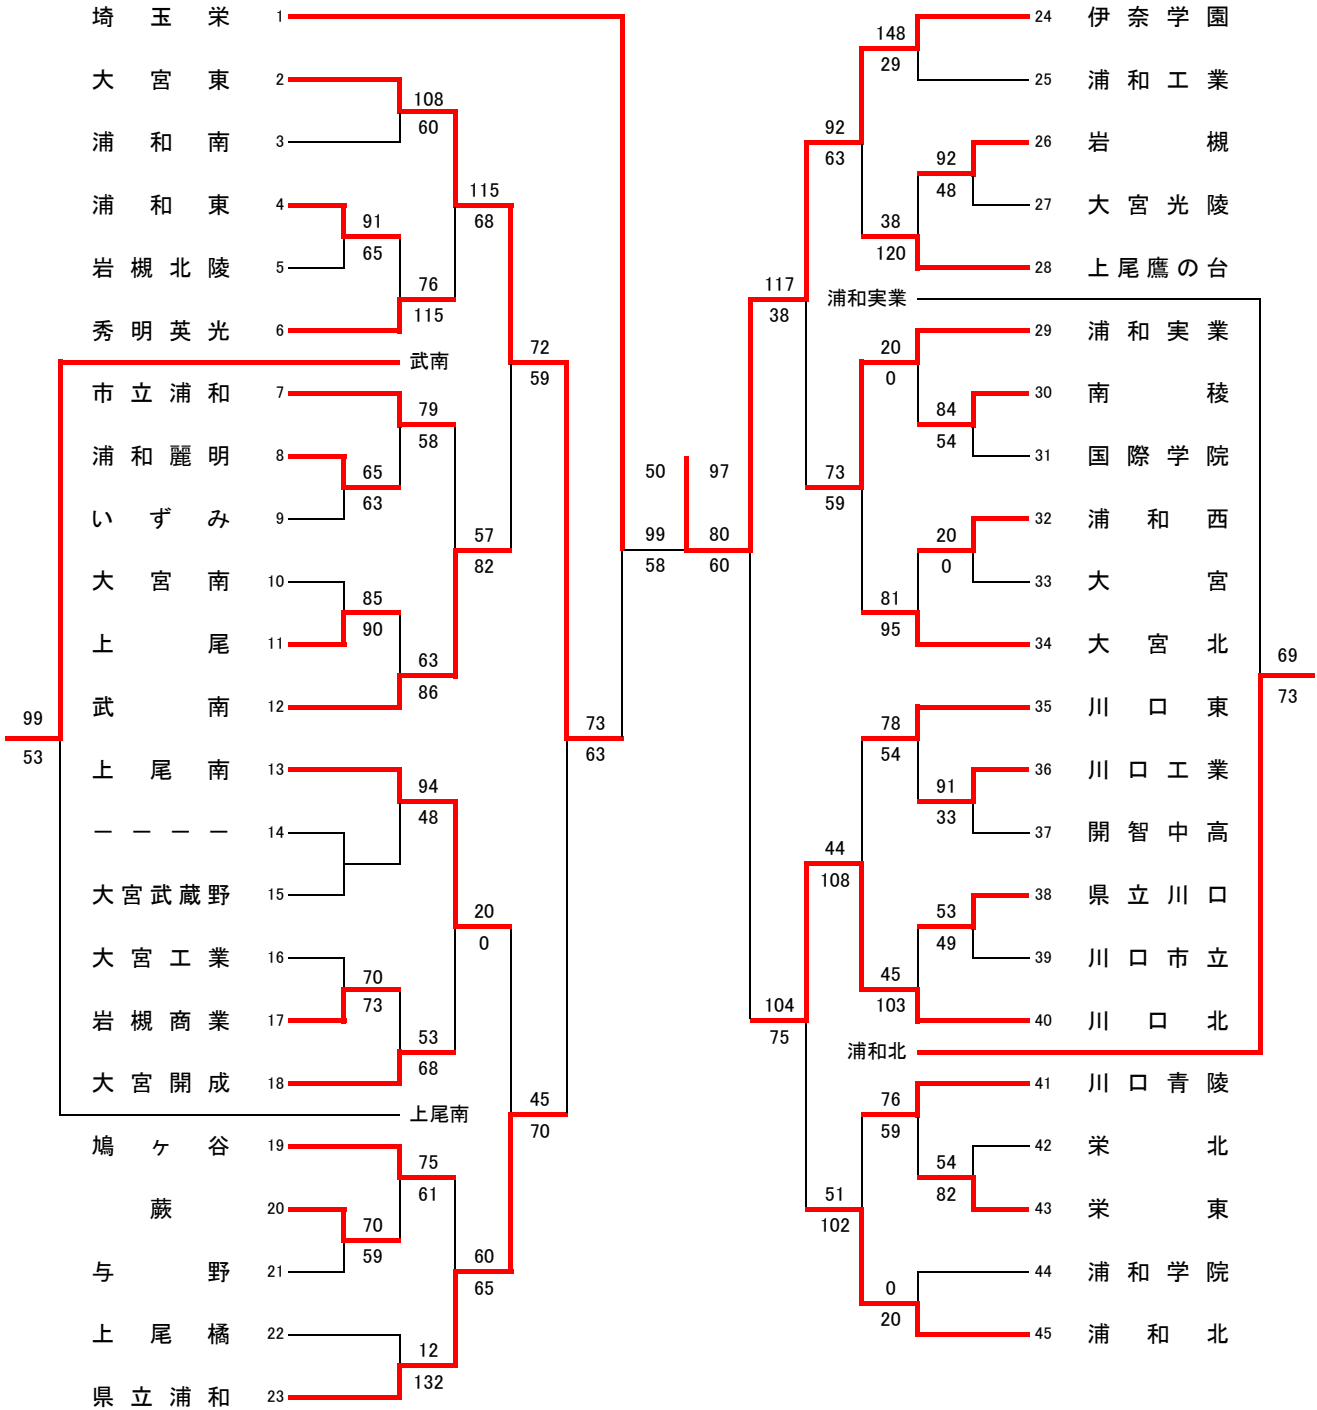 埼玉栄 1
大宮東 2
108
60
浦和南 3
115
68
浦和東 4
91
65
岩槻北陵 5
76
115
秀明英光 6
武南
72
59
市立浦和 7
79
58
浦和麗明 8
65
63
いずみ 9
57
82
大宮南 10
85
90
上尾 11
63
86
武南 12
99
53
73
63
上尾南 13
94
48
－－－－ 14
大宮武蔵野 15
20
0
大宮工業 16
70
73
岩槻商業 17
53
68
大宮開成 18
上尾南
45
70
鳩ヶ谷 19
75
61
蕨 20
70
59
与野 21
60
65
上尾橘 22
12
132
県立浦和 23
50 97
99 80
58 60
24 伊奈学園
148
29
25 浦和工業
92
63
26 岩槻
92
48
27 大宮光陵
38
120
28 上尾鷹の台
117
38
浦和実業
29 浦和実業
20
0
30 南稜
84
54
31 国際学院
73
59
32 浦和西
20
0
33 大宮
81
95
34 大宮北
69
73
35 川口東
78
54
36 川口工業
91
33
37 開智中高
44
108
38 県立川口
53
49
39 川口市立
45
103
40 川口北
104
75
浦和北
41 川口青陵
76
59
42 栄北
54
82
43 栄東
51
102
44 浦和学院
0
20
45 浦和北